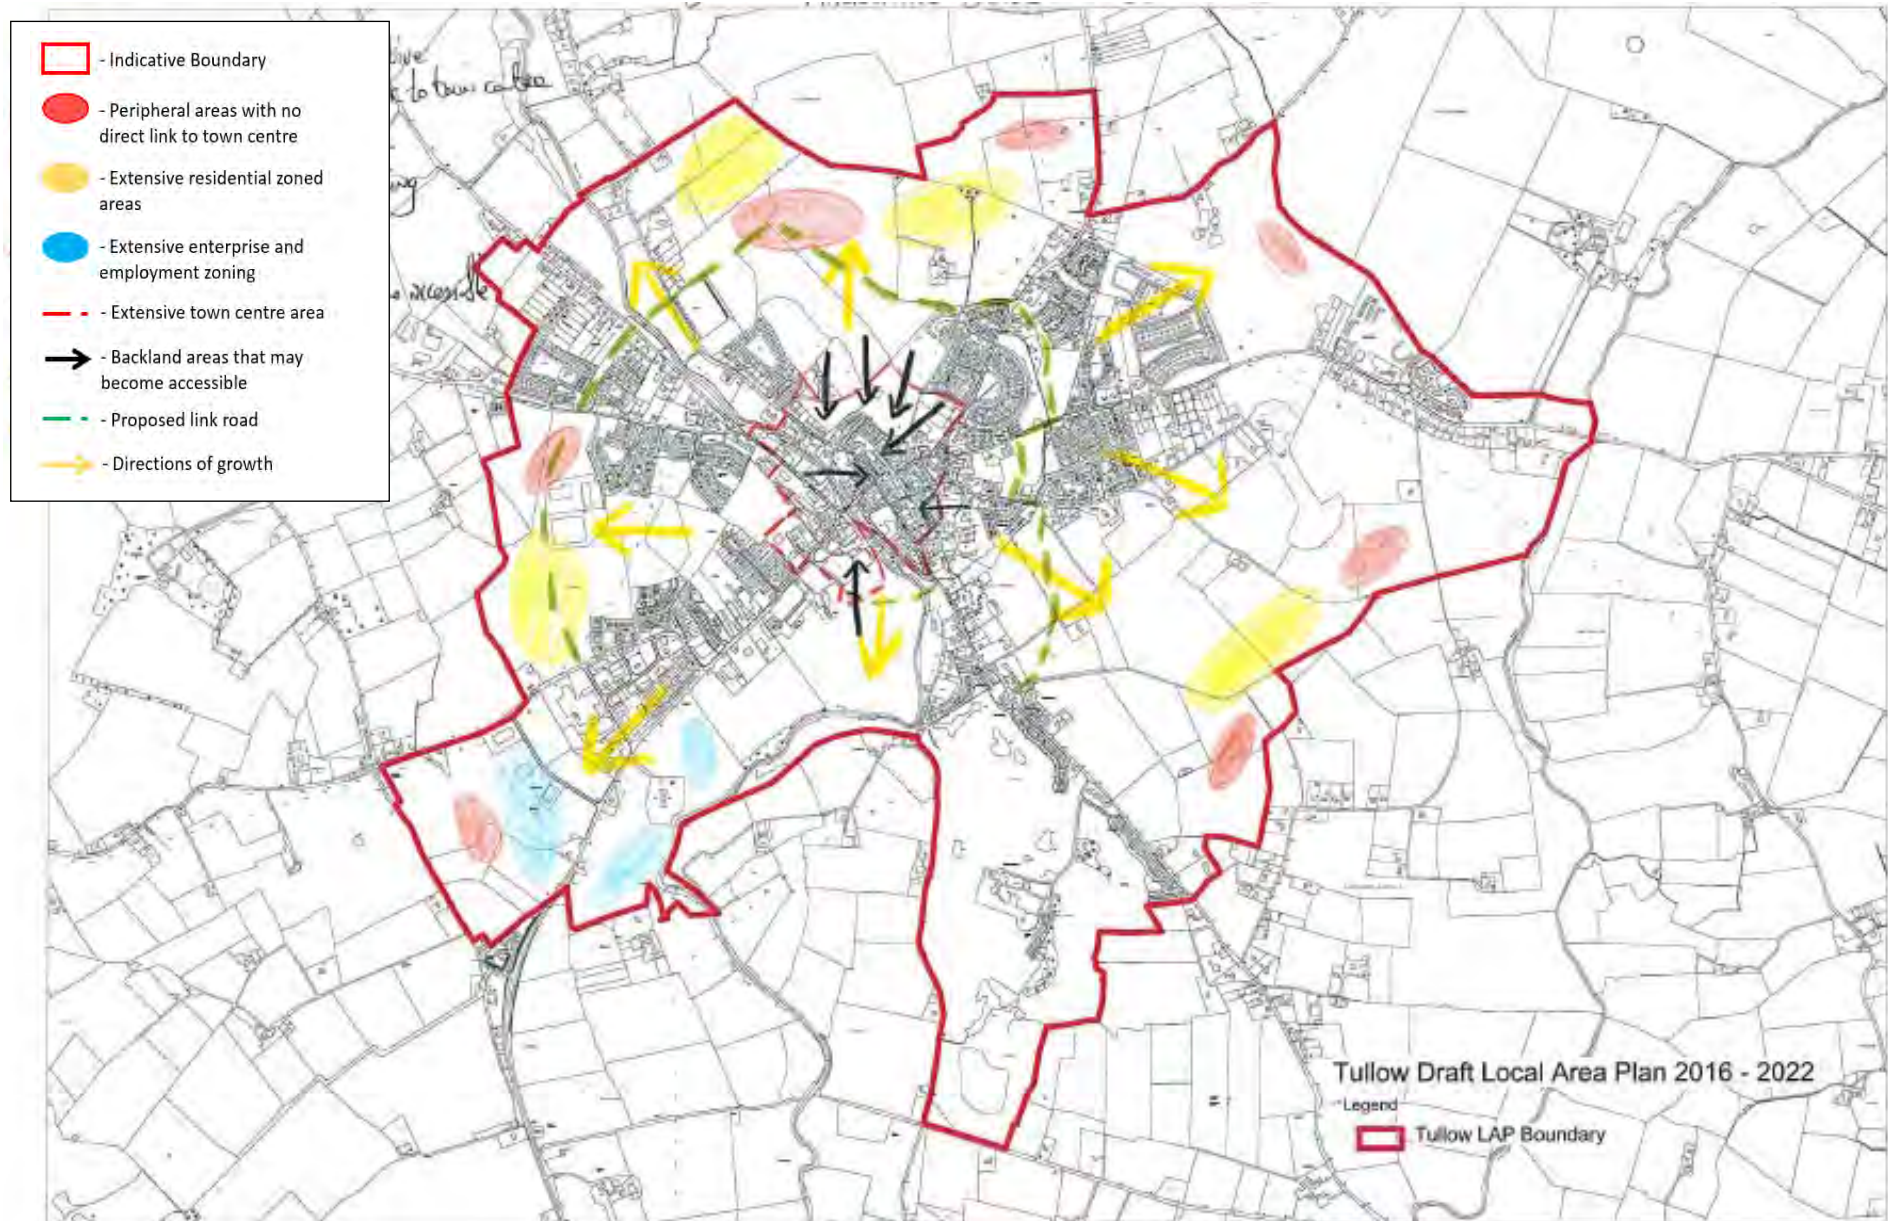 to town centre
- Indicative Boundary
- Peripheral areas with no
direct link to town centre
- Extensive residential zoned
areas
- Extensive enterprise and
employment zoning
- Extensive town centre area
- Backland areas that may
become accessible
- Proposed link road
- Directions of growth
accessible
Tullow Draft Local Area Plan 2016 - 2022
Legend
Tullow LAP Boundary